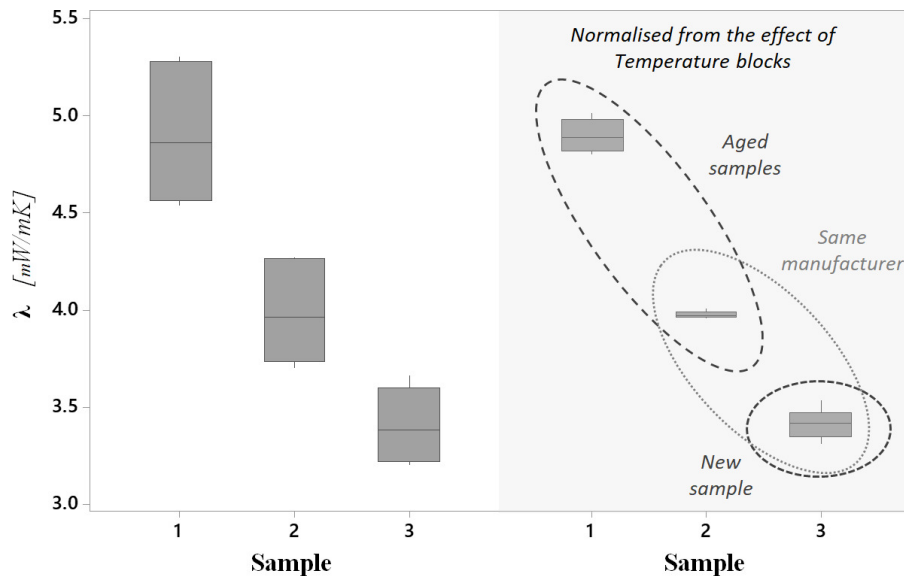 5.5
5.0
4.5
4.0
3.5
3.0
λ [mW/mK]
1 2 3
Sample
Normalised from the effect of
Temperature blocks
Aged
samples
Same
manufacturer
New
sample
1 2 3
Sample